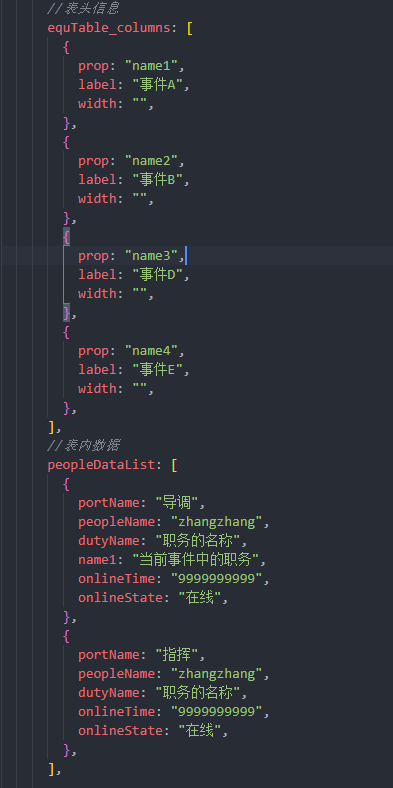 //表头信息
equTable_columns: [
{
prop: "name1",
label: "事件A",
width: "",
},
{
prop: "name2",
label: "事件B",
width: "",
},
{
prop: "name3",
label: "事件D",
width: "",
},
{
prop: "name4",
label: "事件E",
width: "",
},
],
//表内数据
peopleDataList: [
{
portName: "导调",
peopleName: "zhangzhang",
dutyName: "职务的名称",
name1: "当前事件中的职务",
onlineTime: "9999999999",
onlineState: "在线",
},
{
portName: "指挥",
peopleName: "zhangzhang",
dutyName: "职务的名称",
onlineTime: "9999999999",
onlineState: "在线",
},
],